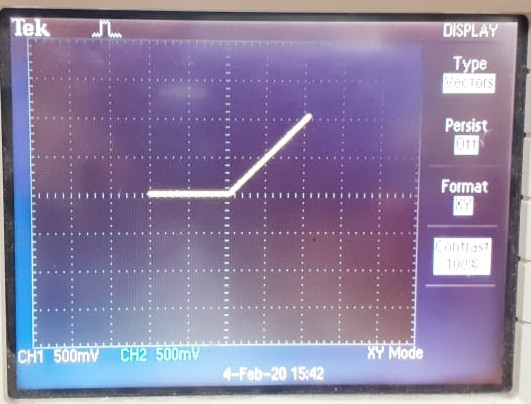 Tek
DISPLAY
Type
Vectors
Persist
Off
Format
XY
Contrast
100%
CH1 500mV CH2 500mV XY Mode
4-Feb-20 15:42